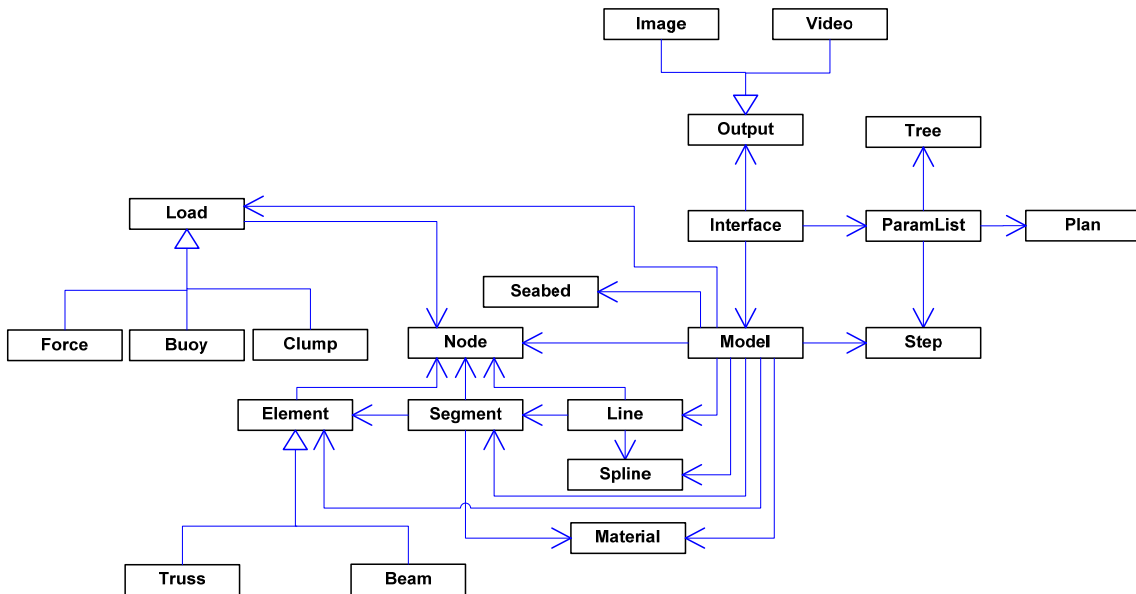 Image
Video
Output
Tree
Load
Interface
ParamList
Plan
Seabed
Force
Buoy
Clump
Node
Model
Step
Element
Segment
Line
Spline
Material
Truss
Beam